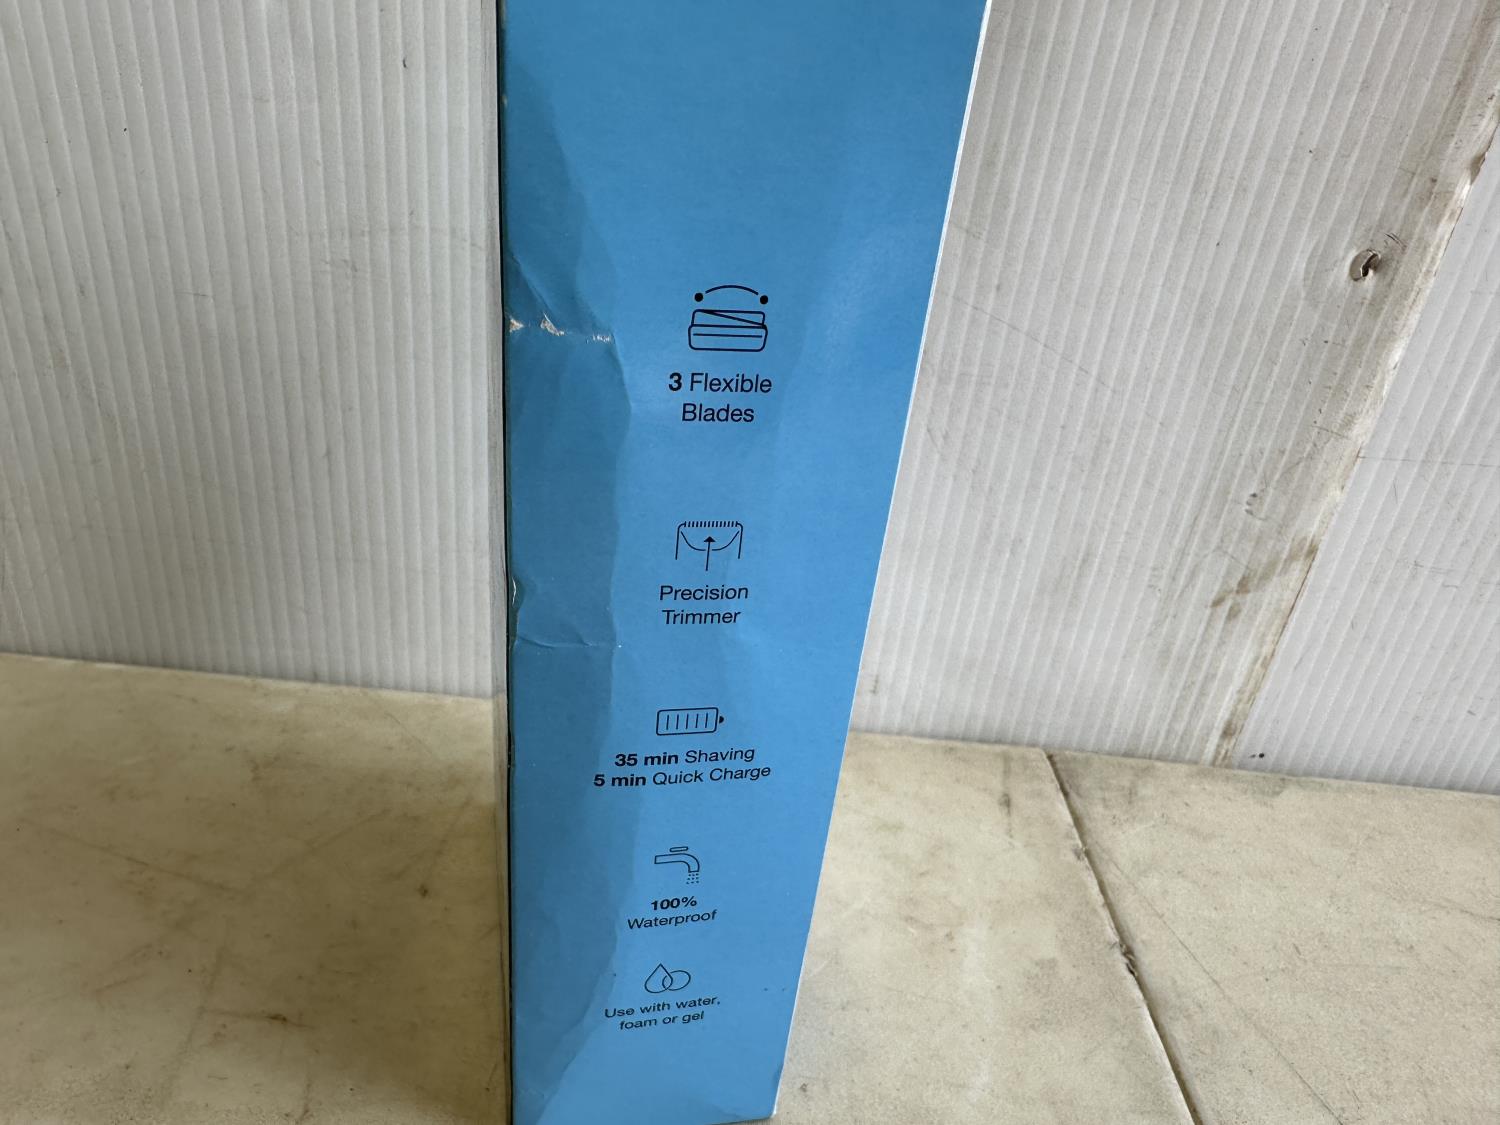 3 Flexible
Blades
Precision
Trimmer
35 min Shaving
5 min Quick Charge
100%
Waterproof
Use with water,
foam or gel